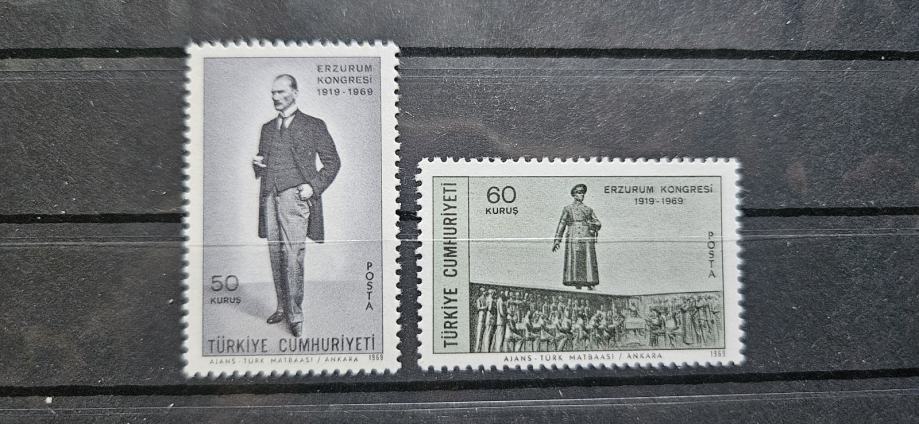 ERZURUM
KONGRESİ
1919-1969
50
KURUŞ
POSTA
TÜRKİYE CUMHURİYETİ
AJANS-TÜRK MATBAASI / ANKARA 1969
TÜRKİYE CUMHURİYETİ
60
KURUŞ
ERZURUM KONGRESİ
1919-1969
POSTA
AJANS-TÜRK MATBAASI / ANKARA 1969